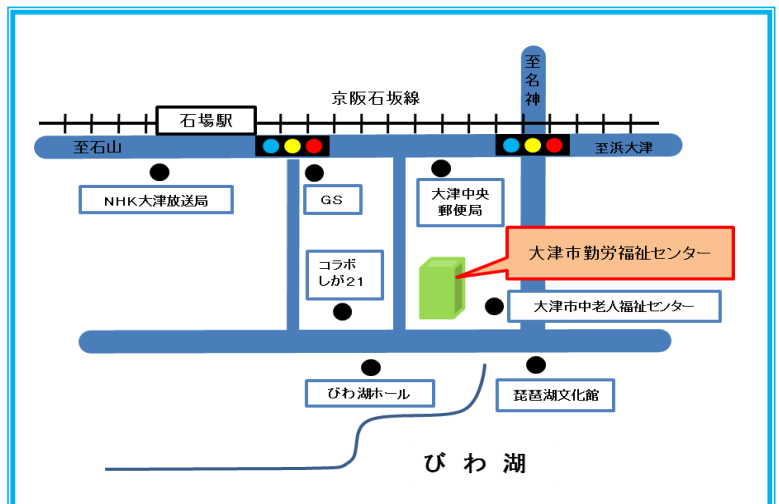 至名神
京阪石坂線
石場駅
至石山
至浜大津
NHK大津放送局
GS
大津中央
郵便局
大津市勤労福祉センター
コラボ
しが21
大津市中老人福祉センター
びわ湖ホール
琵琶湖文化館
びわ湖